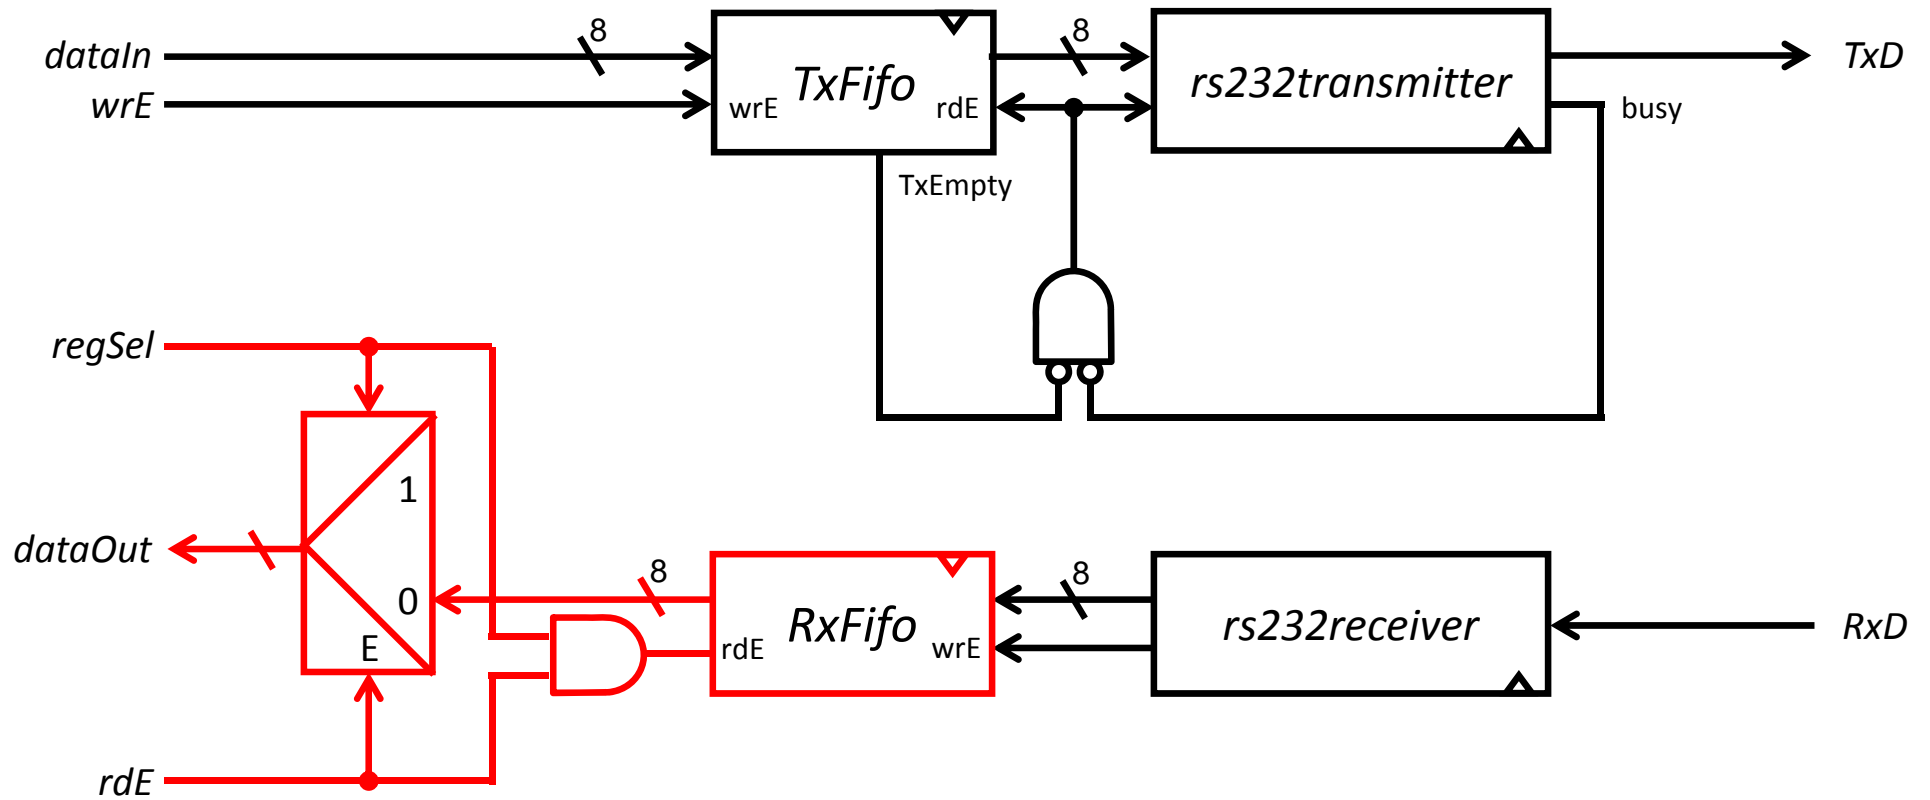 8
8
dataIn
TxFifo
rs232transmitter
TxD
wrE
wrE
rdE
busy
TxEmpty
regSel
1
dataOut
8
8
0
RxFifo
rs232receiver
RxD
E
rdE
wrE
rdE